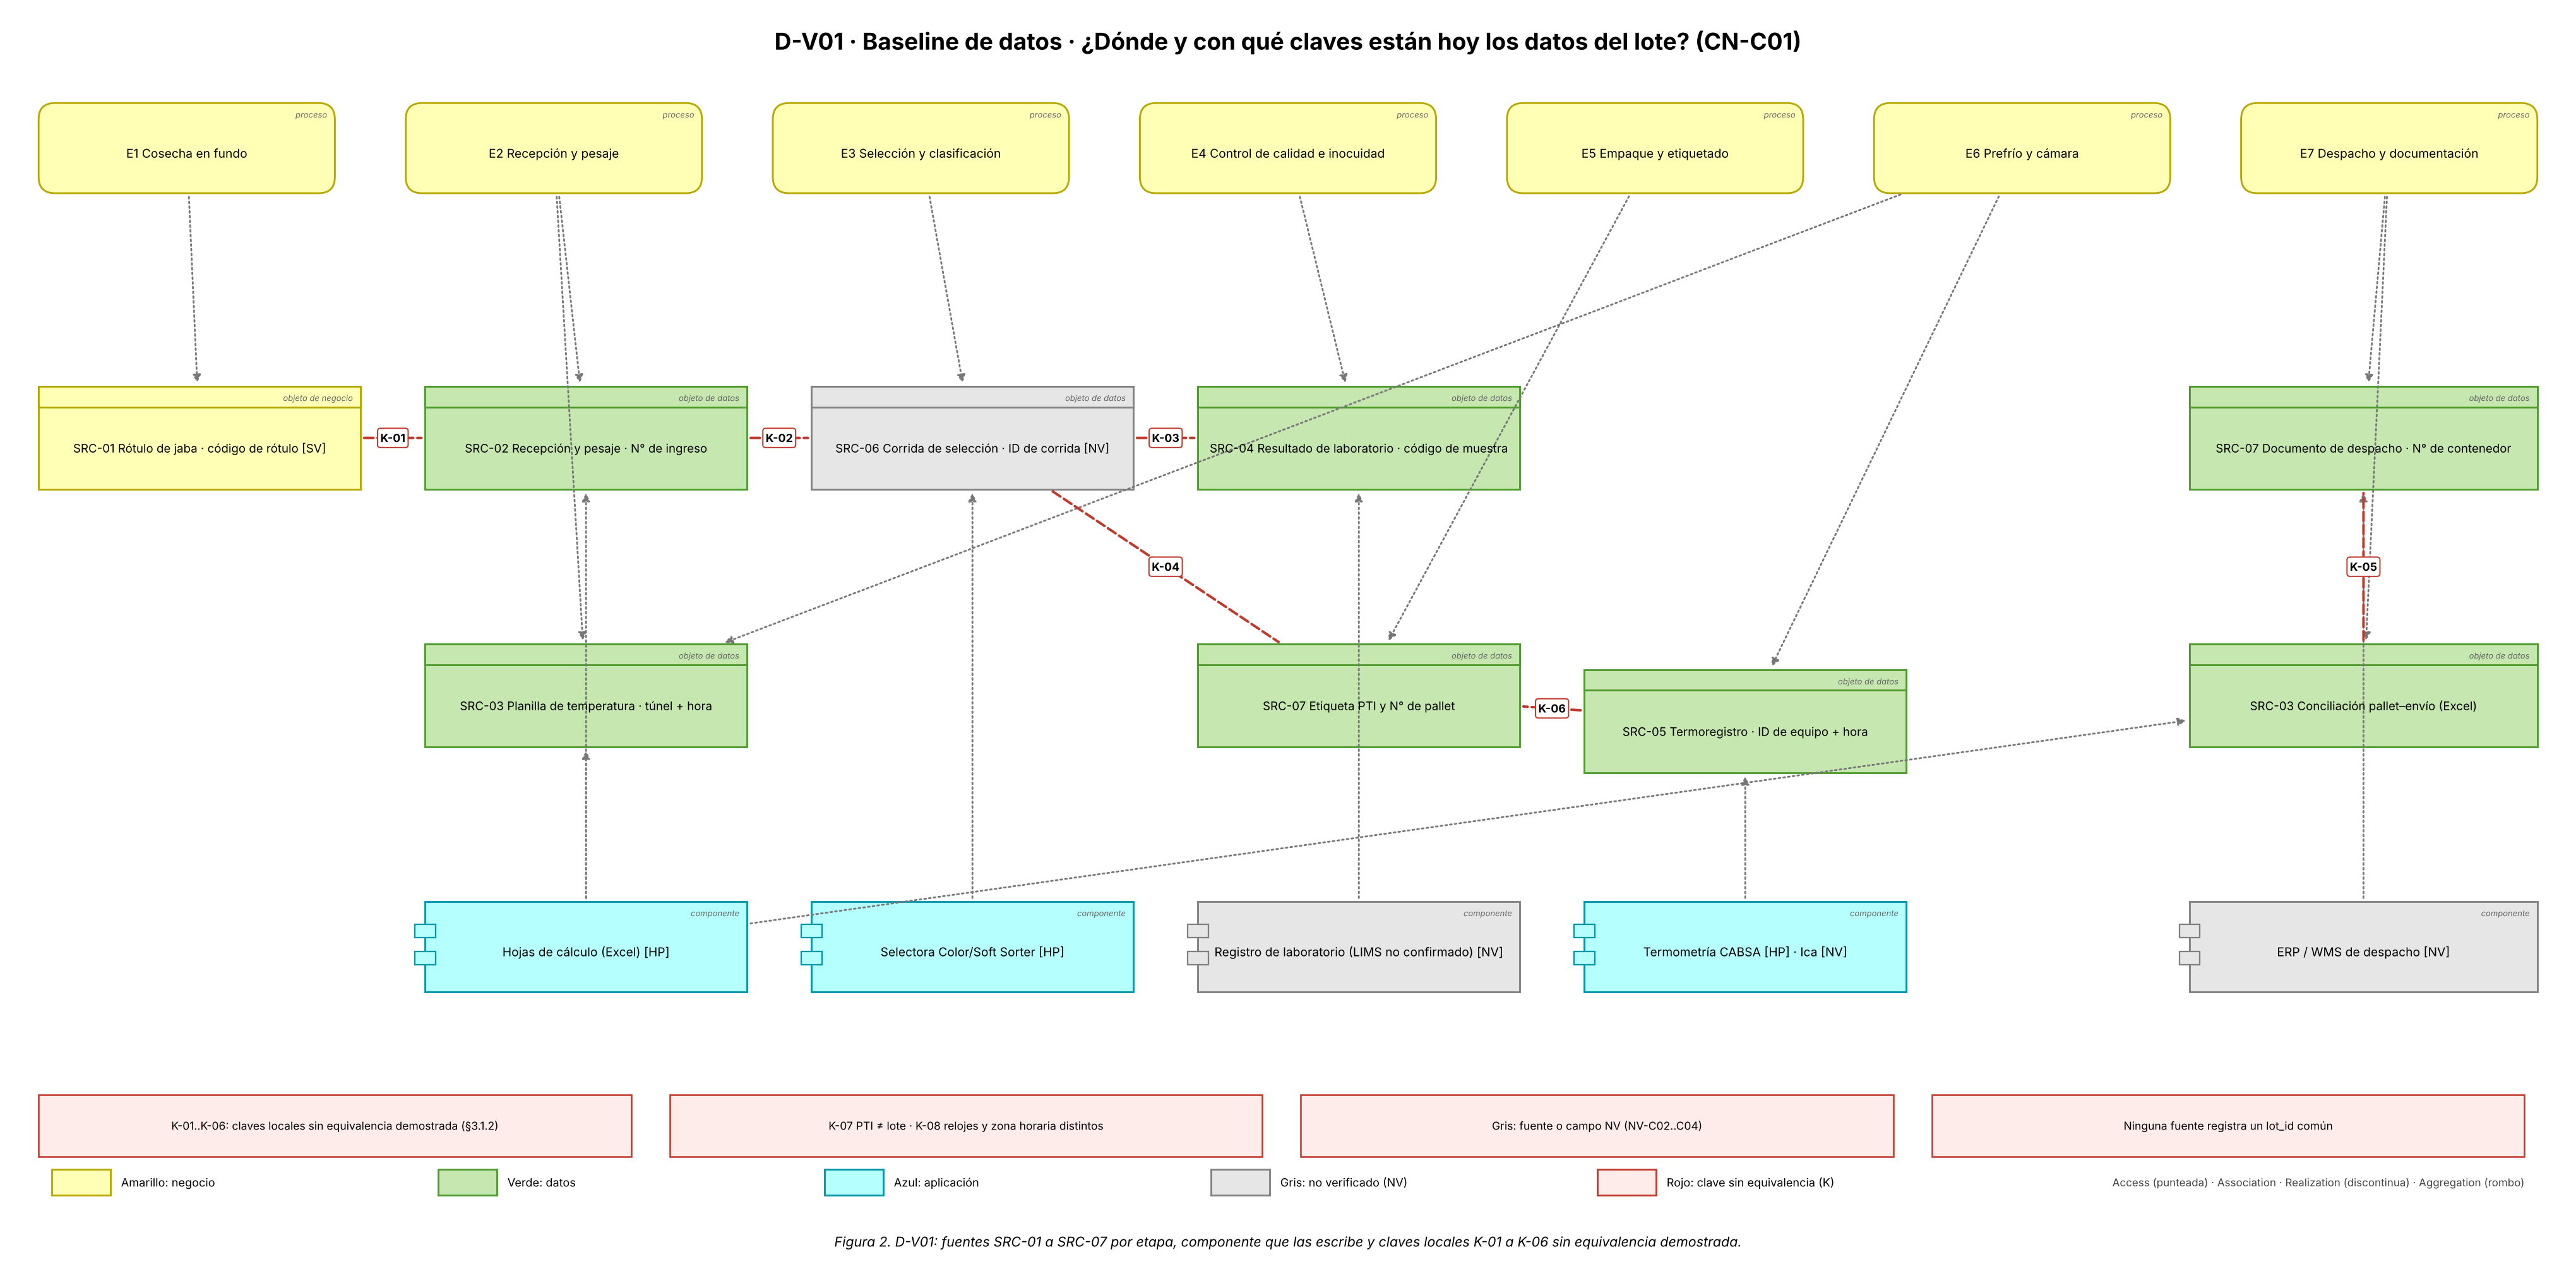 D-V01 · Baseline de datos · ¿Dónde y con qué claves están hoy los datos del lote? (CN-C01)
proceso
E1 Cosecha en fundo
proceso
E2 Recepción y pesaje
proceso
E3 Selección y clasificación
proceso
E4 Control de calidad e inocuidad
proceso
E5 Empaque y etiquetado
proceso
E6 Prefrío y cámara
proceso
E7 Despacho y documentación
objeto de negocio
SRC-01 Rótulo de jaba · código de rótulo [SV]
K-01
objeto de datos
SRC-02 Recepción y pesaje · N° de ingreso
K-02
objeto de datos
SRC-06 Corrida de selección · ID de corrida [NV]
K-03
objeto de datos
SRC-04 Resultado de laboratorio · código de muestra
objeto de datos
SRC-07 Documento de despacho · N° de contenedor
K-04
K-05
objeto de datos
SRC-03 Planilla de temperatura · túnel + hora
objeto de datos
SRC-07 Etiqueta PTI y N° de pallet
K-06
objeto de datos
SRC-05 Termoregistro · ID de equipo + hora
objeto de datos
SRC-03 Conciliación pallet–envío (Excel)
componente
Hojas de cálculo (Excel) [HP]
componente
Selectora Color/Soft Sorter [HP]
componente
Registro de laboratorio (LIMS no confirmado) [NV]
componente
Termometría CABSA [HP] · Ica [NV]
componente
ERP / WMS de despacho [NV]
K-01..K-06: claves locales sin equivalencia demostrada (§3.1.2)
K-07 PTI ≠ lote · K-08 relojes y zona horaria distintos
Gris: fuente o campo NV (NV-C02..C04)
Ninguna fuente registra un lot_id común
Amarillo: negocio
Verde: datos
Azul: aplicación
Gris: no verificado (NV)
Rojo: clave sin equivalencia (K)
Access (punteada) · Association · Realization (discontinua) · Aggregation (rombo)
Figura 2. D-V01: fuentes SRC-01 a SRC-07 por etapa, componente que las escribe y claves locales K-01 a K-06 sin equivalencia demostrada.